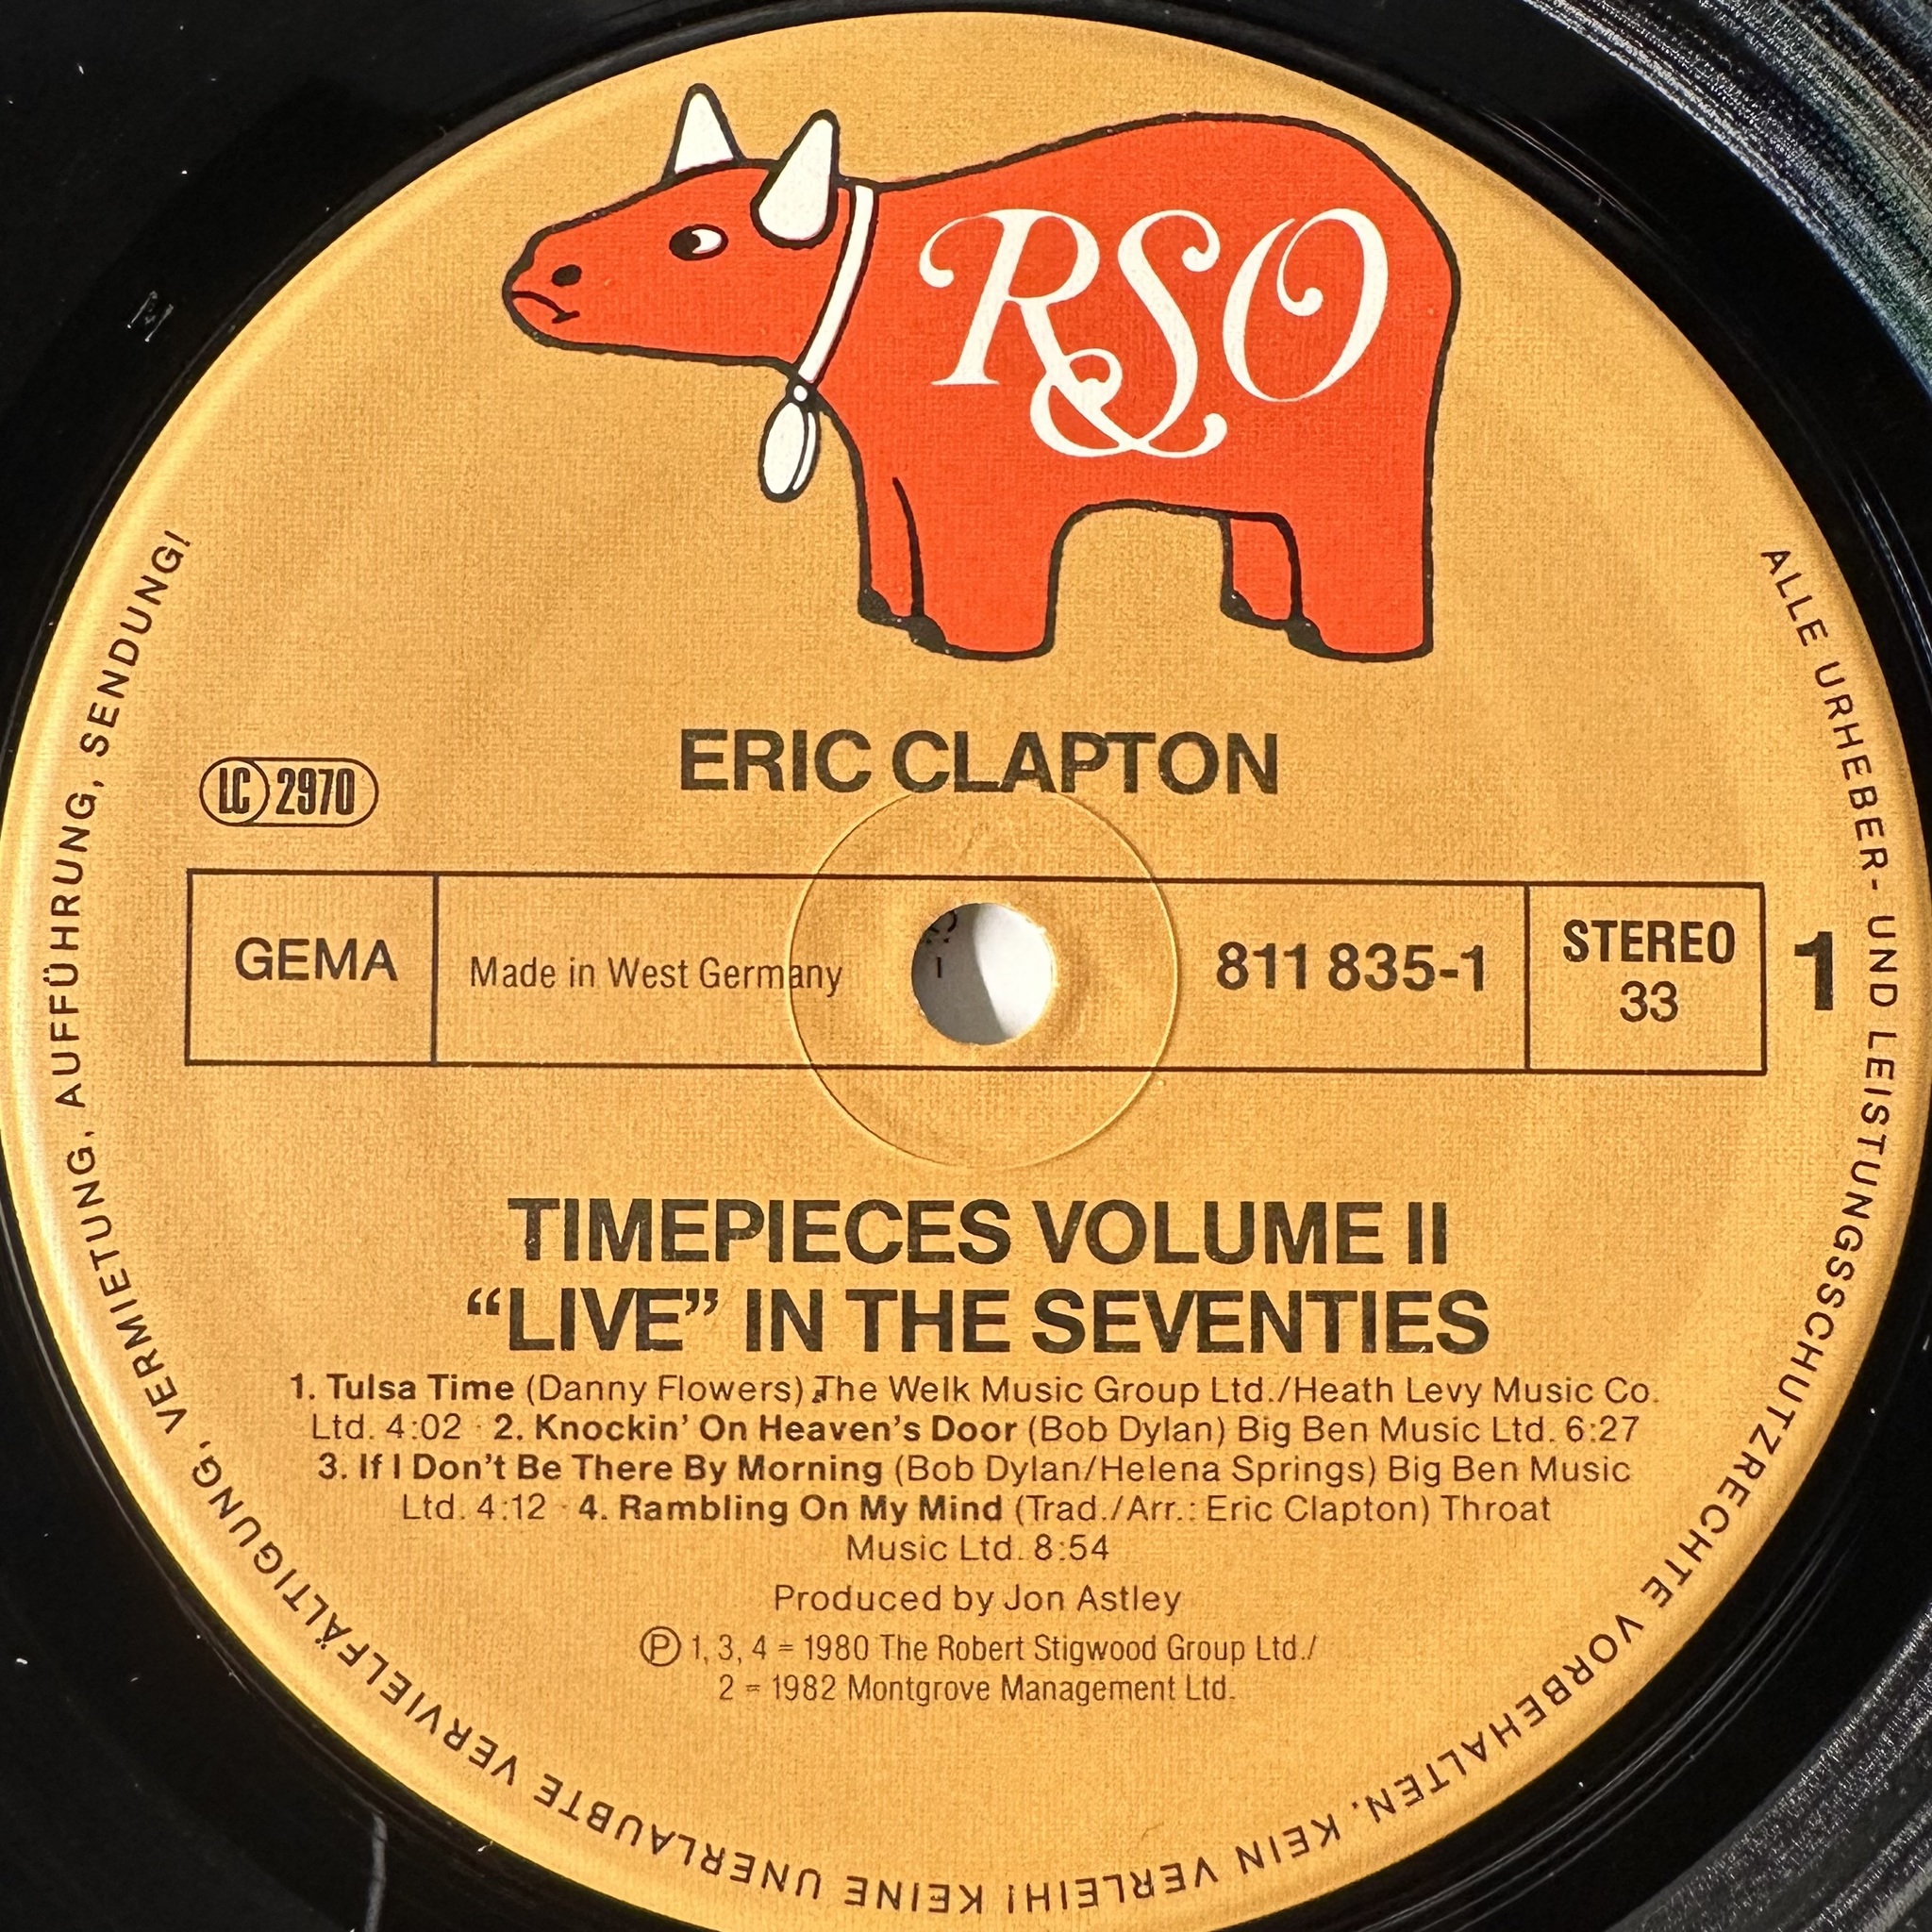 RSO
ERIC CLAPTON
LC 2970
GEMA
Made in West Germany
811 835-1
STEREO
33
1
TIMEPIECES VOLUME II
“LIVE” IN THE SEVENTIES
1. Tulsa Time (Danny Flowers) The Welk Music Group Ltd./Heath Levy Music Co.
Ltd. 4:02 · 2. Knockin’ On Heaven’s Door (Bob Dylan) Big Ben Music Ltd. 6:27
3. If I Don’t Be There By Morning (Bob Dylan/Helena Springs) Big Ben Music
Ltd. 4:12 · 4. Rambling On My Mind (Trad./Arr.: Eric Clapton) Throat
Music Ltd. 8:54
Produced by Jon Astley
Ⓟ 1, 3, 4 = 1980 The Robert Stigwood Group Ltd./
2 = 1982 Montgrove Management Ltd.
ALLE URHEBER- UND LEISTUNGSSCHUTZRECHTE VORBEHALTEN. KEIN VERLEIH! KEINE UNERLAUBTE VERVIELFÄLTIGUNG, VERMIETUNG, AUFFÜHRUNG, SENDUNG!